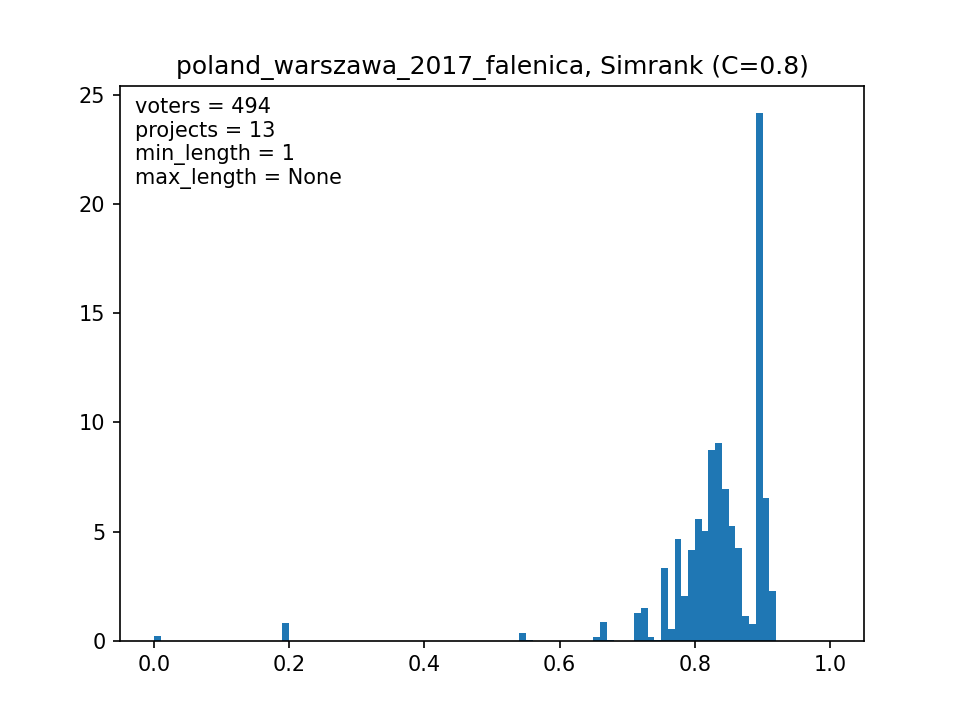 poland_warszawa_2017_falenica, Simrank (C=0.8)
voters = 494
projects = 13
min_length = 1
max_length = None
25
20
15
10
5
0
0.0 0.2 0.4 0.6 0.8 1.0